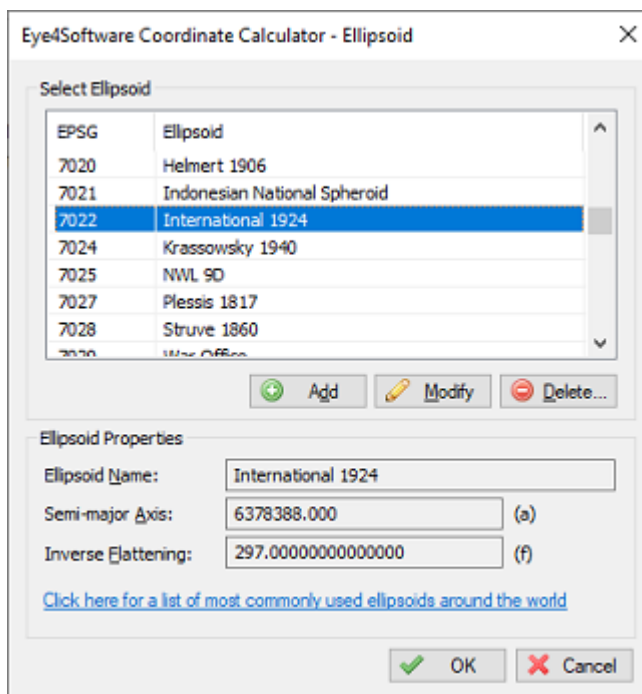 Eye4Software Coordinate Calculator - Ellipsoid
Select Ellipsoid
EPSG Ellipsoid
7020 Helmert 1906
7021 Indonesian National Spheroid
7022 International 1924
7024 Krassowsky 1940
7025 NWL 9D
7027 Plessis 1817
7028 Struve 1860
7029 War Office
Add Modify Delete...
Ellipsoid Properties
Ellipsoid Name: International 1924
Semi-major Axis: 6378388.000 (a)
Inverse Flattening: 297.00000000000000 (f)
Click here for a list of most commonly used ellipsoids around the world
OK Cancel